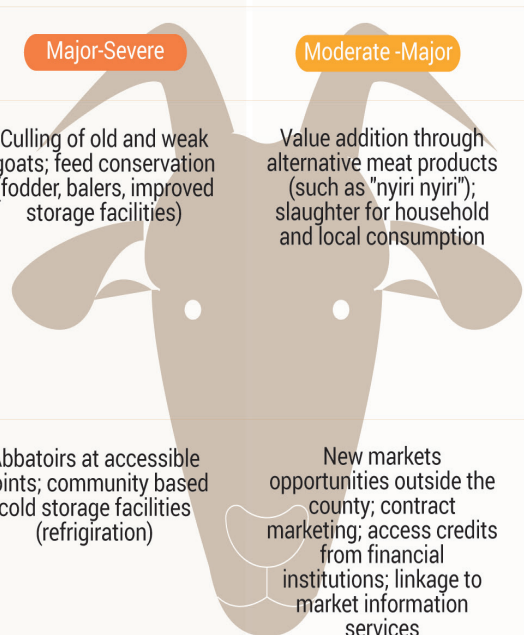 Major-Severe
Moderate -Major
Culling of old and weak
goats; feed conservation
(fodder, balers, improved
storage facilities)
Value addition through
alternative meat products
(such as "nyiri nyiri");
slaughter for household
and local consumption
Abbatoirs at accessible
points; community based
cold storage facilities
(refrigiration)
New markets
opportunities outside the
county; contract
marketing; access credits
from financial
institutions; linkage to
market information
services